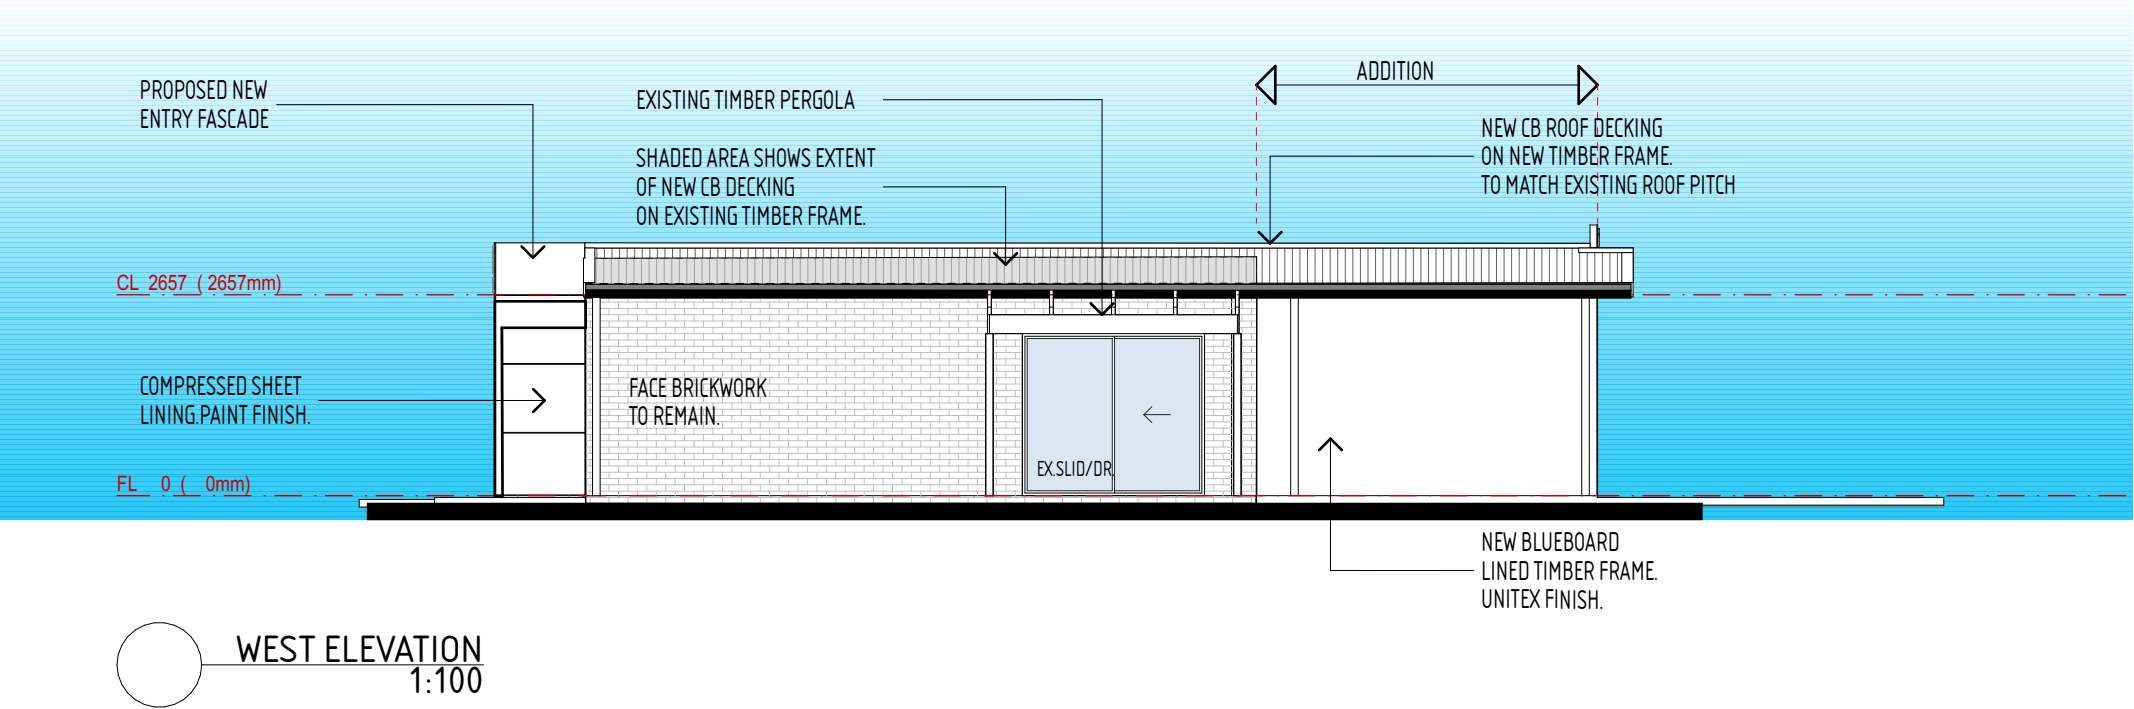 PROPOSED NEW
ENTRY FASCADE
EXISTING TIMBER PERGOLA
SHADED AREA SHOWS EXTENT
OF NEW CB DECKING
ON EXISTING TIMBER FRAME.
ADDITION
NEW CB ROOF DECKING
ON NEW TIMBER FRAME.
TO MATCH EXISTING ROOF PITCH
CL 2657 ( 2657mm)
COMPRESSED SHEET
LINING.PAINT FINISH.
FACE BRICKWORK
TO REMAIN.
EX.SLID/DR.
FL 0 ( 0mm)
NEW BLUEBOARD
LINED TIMBER FRAME.
UNITEX FINISH.
WEST ELEVATION
1:100